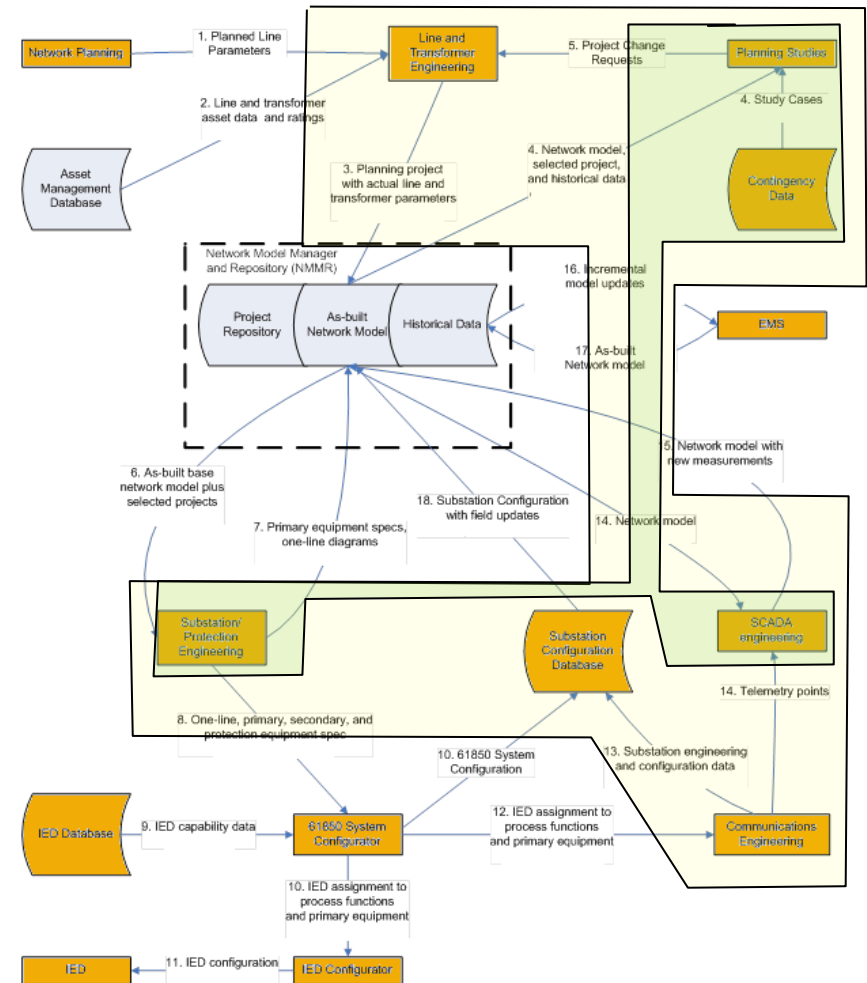 Network Planning
1. Planned Line
Parameters
Line and
Transformer
Engineering
5. Project Change
Requests
Planning Studies
2. Line and transformer
asset data  and ratings
4. Study Cases
Asset
Management
Database
3. Planning project
with actual line and
transformer parameters
4. Network model,
selected project,
and historical data
Contingency
Data
Network Model Manager
and Repository (NMMR)
Project
Repository
As-built
Network Model
Historical Data
16. Incremental
model updates
17. As-built
Network model
EMS
6. As-built base
network model plus
selected projects
7. Primary equipment specs,
one-line diagrams
18. Substation Configuration
with field updates
15. Network model with
new measurements
14. Network model
Substation/
Protection
Engineering
Substation
Configuration
Database
SCADA
engineering
8. One-line, primary, secondary, and
protection equipment spec
14. Telemetry points
10. 61850 System
Configuration
13. Substation engineering
and configuration data
IED Database
9. IED capability data
61850 System
Configurator
12. IED assignment to
process functions
and primary equipment
Communications
Engineering
10. IED assignment to
process functions
and primary equipment
IED
11. IED configuration
IED Configurator